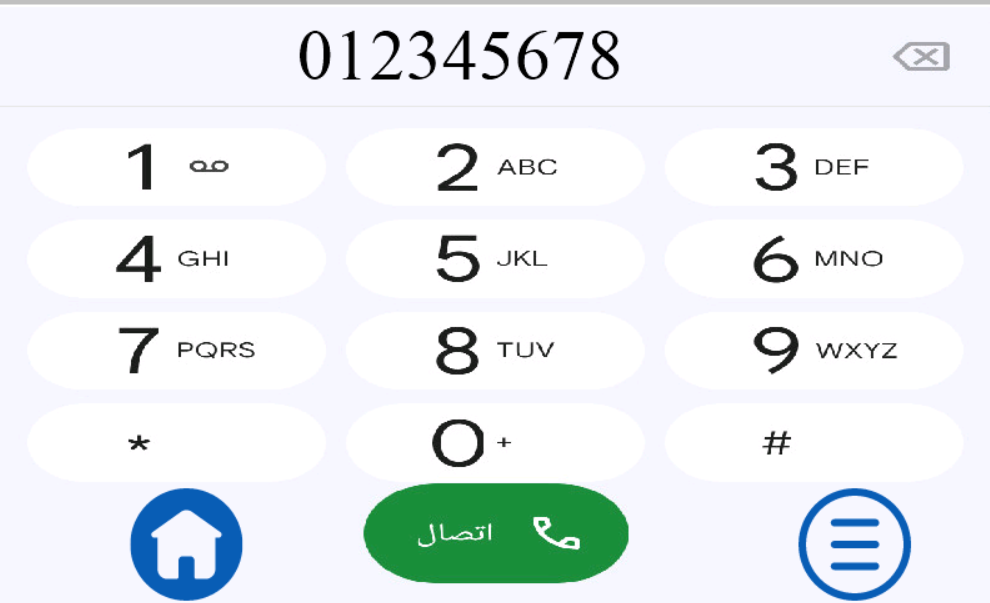 012345678
1 2 ABC 3 DEF
4 GHI 5 JKL 6 MNO
7 PQRS 8 TUV 9 WXYZ
* 0 + #
اتصال